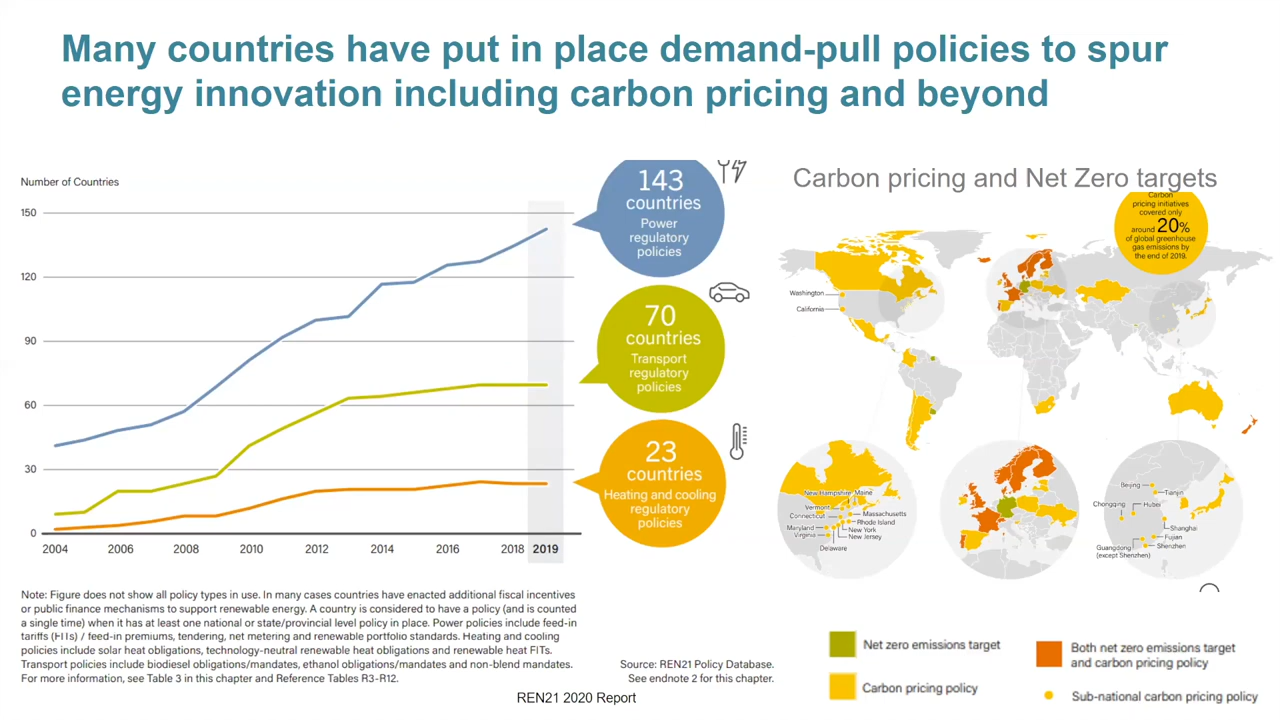 Many countries have put in place demand-pull policies to spur
energy innovation including carbon pricing and beyond
Number of Countries
150
120
90
60
30
0
2004
2006
2008
2010
2012
2014
2016
2018
2019
143
countries
Power
regulatory
policies
70
countries
Transport
regulatory
policies
23
countries
Heating and cooling
regulatory
policies
Note: Figure does not show all policy types in use. In many cases countries have enacted additional fiscal incentives
or public finance mechanisms to support renewable energy. A country is considered to have a policy (and is counted
a single time) when it has at least one national or state/provincial level policy in place. Power policies include feed-in
tariffs (FITs) / feed-in premiums, tendering, net metering and renewable portfolio standards. Heating and cooling
policies include solar heat obligations, technology-neutral renewable heat obligations and renewable heat FITs.
Transport policies include biodiesel obligations/mandates, ethanol obligations/mandates and non-blend mandates.
For more information, see Table 3 in this chapter and Reference Tables R3-R12.
Source: REN21 Policy Database.
See endnote 2 for this chapter.
REN21 2020 Report
Carbon pricing and Net Zero targets
Carbon
pricing initiatives
covered only
around 20%
of global greenhouse
gas emissions by
the end of 2019.
Washington
California
New Hampshire
Maine
Vermont
Connecticut
Massachusetts
Rhode Island
Maryland
New York
Virginia
New Jersey
Delaware
Beijing
Tianjin
Chongqing
Hubei
Shanghai
Fujian
Guangdong
(except Shenzhen)
Shenzhen
Net zero emissions target
Carbon pricing policy
Both net zero emissions target
and carbon pricing policy
Sub-national carbon pricing policy